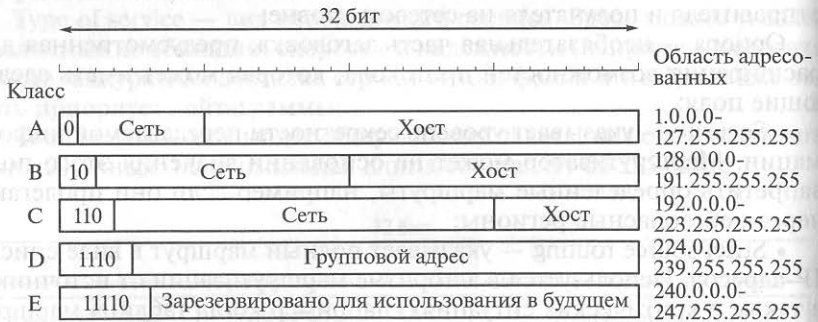 32 бит
Область адресо-
ванных
Класс
A 0 Сеть Хост 1.0.0.0-
127.255.255.255
B 10 Сеть Хост 128.0.0.0-
191.255.255.255
C 110 Сеть Хост 192.0.0.0-
223.255.255.255
D 1110 Групповой адрес 224.0.0.0-
239.255.255.255
E 11110 Зарезервировано для использования в будущем 240.0.0.0-
247.255.255.255